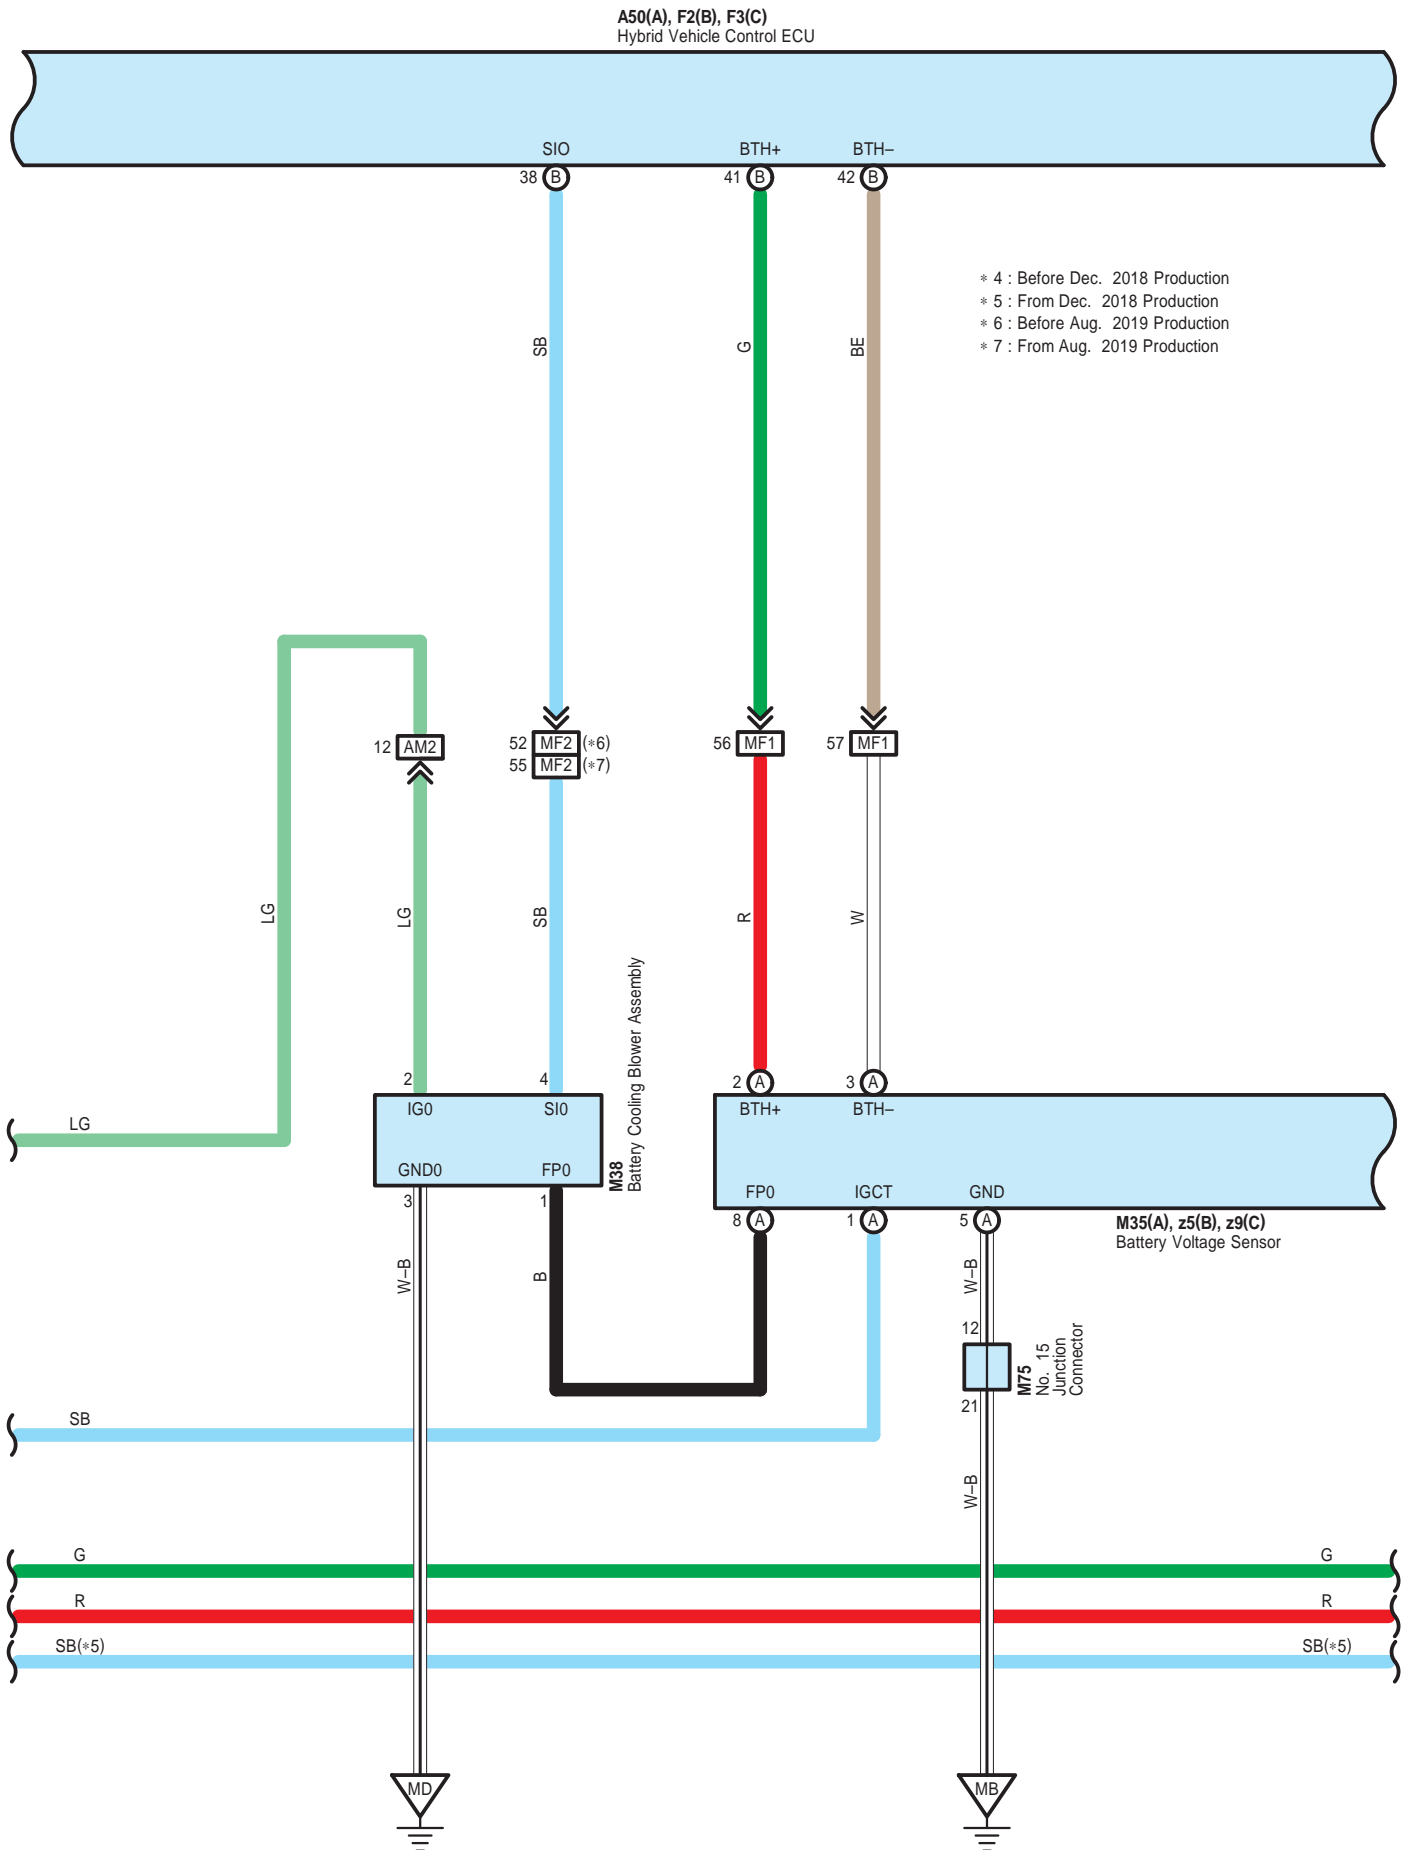 A50(A), F2(B), F3(C)
Hybrid Vehicle Control ECU
SIO
BTH+
BTH–
38 B
41 B
42 B
∗ 4 : Before Dec. 2018 Production
∗ 5 : From Dec. 2018 Production
∗ 6 : Before Aug. 2019 Production
∗ 7 : From Aug. 2019 Production
SB
G
BE
12 AM2
52 MF2 (∗6)
55 MF2 (∗7)
56 MF1
57 MF1
LG
LG
SB
R
W
2
4
2 A
3 A
IG0
SI0
GND0
FP0
M38
Battery Cooling Blower Assembly
BTH+
BTH–
FP0
IGCT
GND
LG
3
1
8 A
1 A
5 A
M35(A), z5(B), z9(C)
Battery Voltage Sensor
W–B
B
W–B
12
M75
No. 15
Junction
Connector
21
SB
W–B
G
G
R
R
SB(∗5)
SB(∗5)
MD
MB